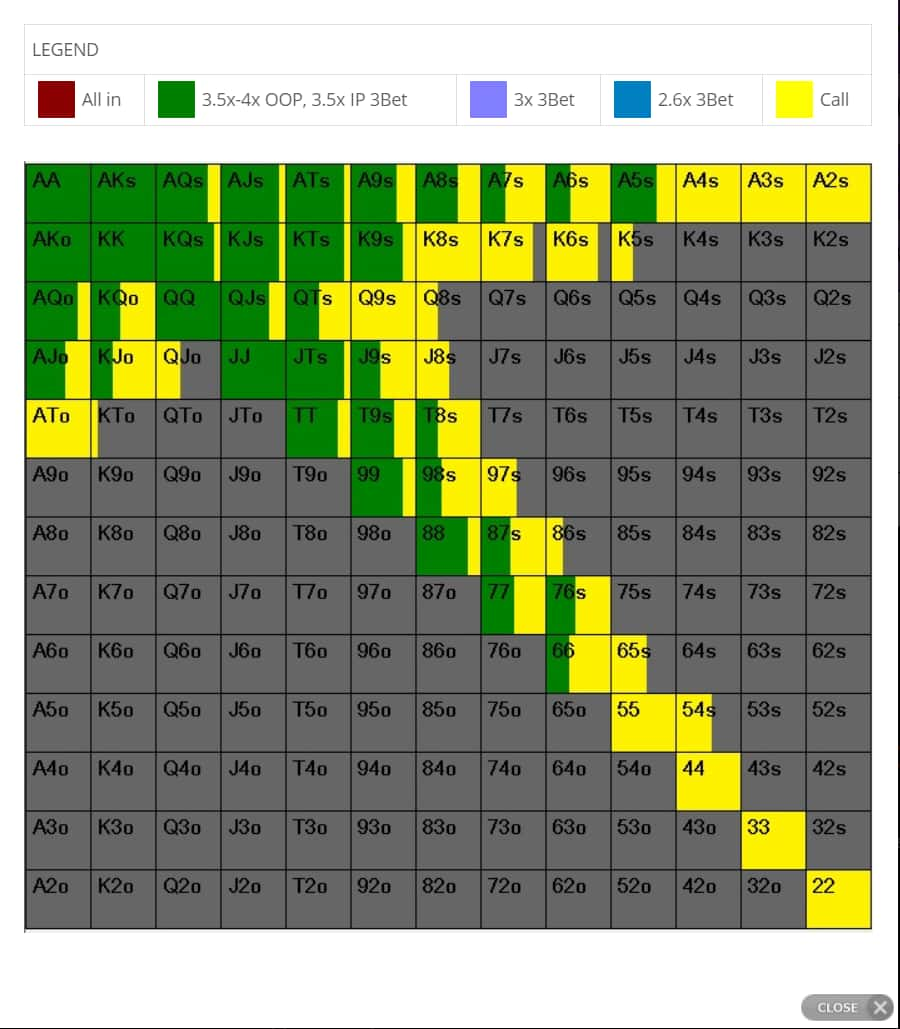 LEGEND
All in 3.5x-4x OOP, 3.5x IP 3Bet 3x 3Bet 2.6x 3Bet Call
AA AKs AQs AJs ATs A9s A8s A7s A6s A5s A4s A3s A2s
AKo KK KQs KJs KTs K9s K8s K7s K6s K5s K4s K3s K2s
AQo KQo QQ QJs QTs Q9s Q8s Q7s Q6s Q5s Q4s Q3s Q2s
AJo KJo QJo JJ JTs J9s J8s J7s J6s J5s J4s J3s J2s
ATo KTo QTo JTo TT T9s T8s T7s T6s T5s T4s T3s T2s
A9o K9o Q9o J9o T9o 99 98s 97s 96s 95s 94s 93s 92s
A8o K8o Q8o J8o T8o 98o 88 87s 86s 85s 84s 83s 82s
A7o K7o Q7o J7o T7o 97o 87o 77 76s 75s 74s 73s 72s
A6o K6o Q6o J6o T6o 96o 86o 76o 66 65s 64s 63s 62s
A5o K5o Q5o J5o T5o 95o 85o 75o 65o 55 54s 53s 52s
A4o K4o Q4o J4o T4o 94o 84o 74o 64o 54o 44 43s 42s
A3o K3o Q3o J3o T3o 93o 83o 73o 63o 53o 43o 33 32s
A2o K2o Q2o J2o T2o 92o 82o 72o 62o 52o 42o 32o 22
CLOSE